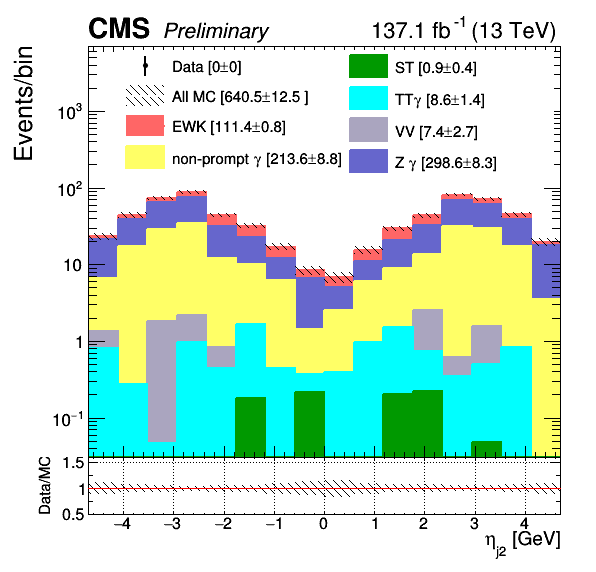 CMS Preliminary 137.1 fb⁻¹ (13 TeV)
Events/bin
Data [0±0]
All MC [640.5±12.5 ]
EWK [111.4±0.8]
non-prompt γ [213.6±8.8]
ST [0.9±0.4]
TTγ [8.6±1.4]
VV [7.4±2.7]
Z γ [298.6±8.3]
10³
10²
10
1
10⁻¹
Data/MC
1.5
1
0.5
−4 −3 −2 −1 0 1 2 3 4
η_j2 [GeV]